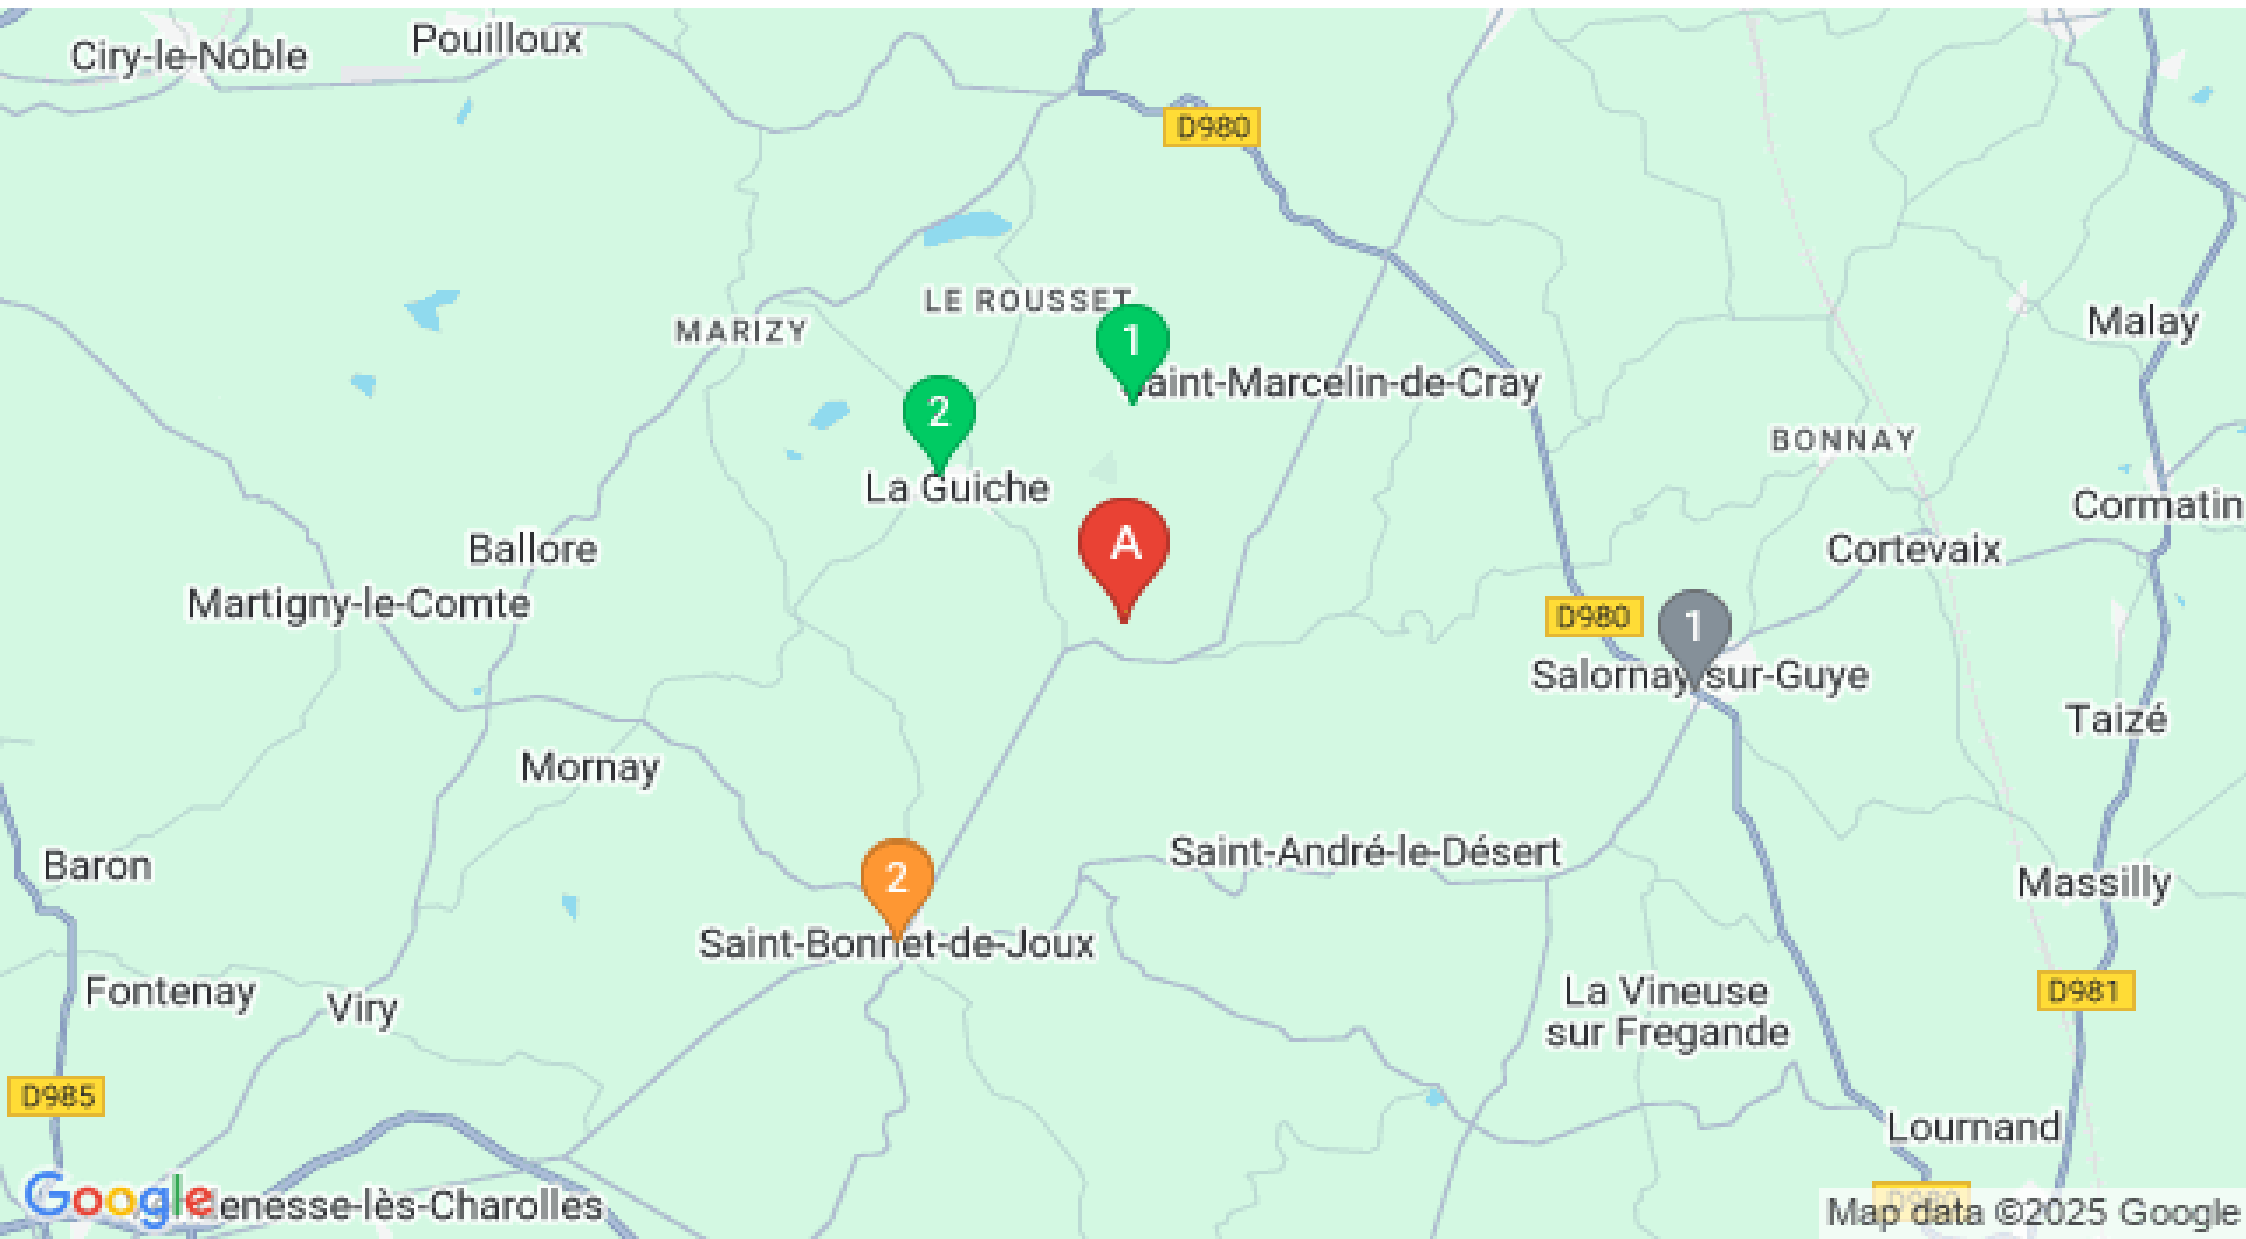 Pouilloux
Ciry-le-Noble
D980
LE ROUSSET
MARIZY
1
Malay
Saint-Marcelin-de-Cray
2
BONNAY
La Guiche
Cormatin
A
Ballore
Cortevaix
Martigny-le-Comte
D980
1
Salornay-sur-Guye
Taizé
Mornay
Saint-André-le-Désert
Baron
2
Massilly
Saint-Bonnet-de-Joux
Fontenay
Viry
La Vineuse
sur Fregande
D981
D985
Lournand
Google
enesse-lès-Charolles
D980
Map data ©2025 Google